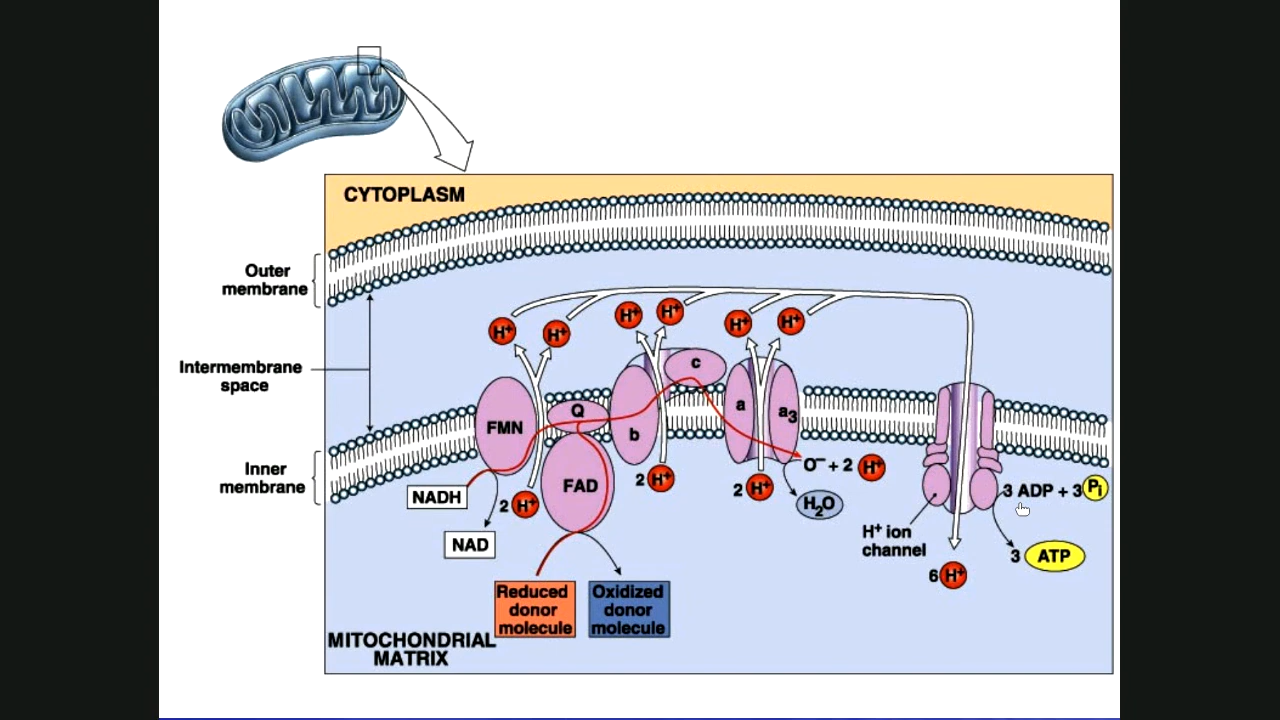 CYTOPLASM
Outer
membrane
Intermembrane
space
Inner
membrane
H+
H+
H+
H+
H+
H+
FMN
Q
FAD
b
c
a
a3
NADH
NAD
2 H+
2 H+
2 H+
O− + 2 H+
H2O
Reduced
donor
molecule
Oxidized
donor
molecule
H+ ion
channel
3 ADP + 3 Pi
3 ATP
6 H+
MITOCHONDRIAL
MATRIX